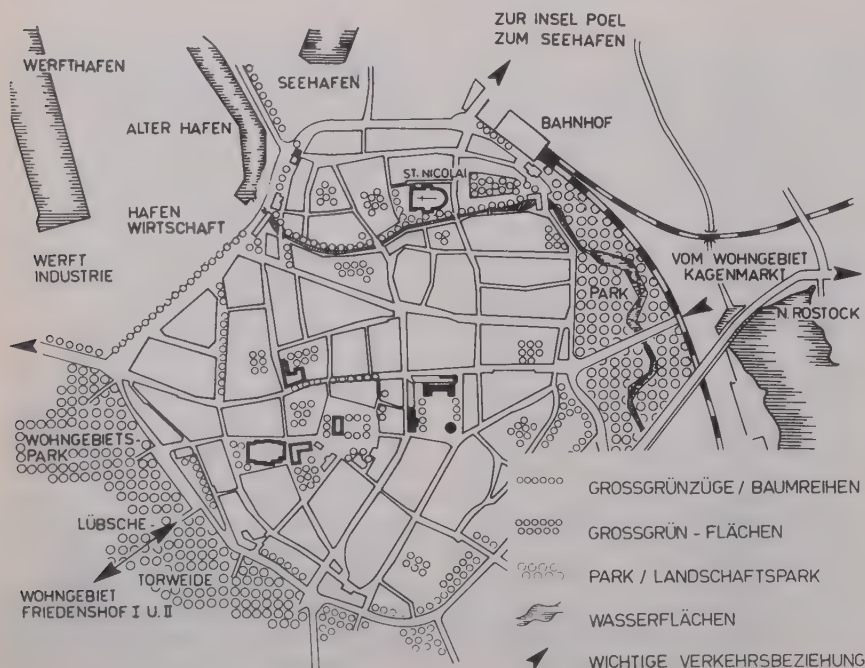 ZUR INSEL POEL
ZUM SEEHAFEN
WERFTHAFEN
SEEHAFEN
BAHNHOF
ALTER HAFEN
ST. NICOLAI
HAFEN
WIRTSCHAFT
WERFT
INDUSTRIE
VOM WOHNGEBIET
KAGENMARKT
PARK
N. ROSTOCK
WOHNGEBIETS-
PARK
LÜBSCHE-
TORWEIDE
WOHNGEBIET
FRIEDENSHOF I U. II
GROSSGRÜNZÜGE / BAUMREIHEN
GROSSGRÜN - FLÄCHEN
PARK / LANDSCHAFTSPARK
WASSERFLÄCHEN
WICHTIGE VERKEHRSBEZIEHUNG